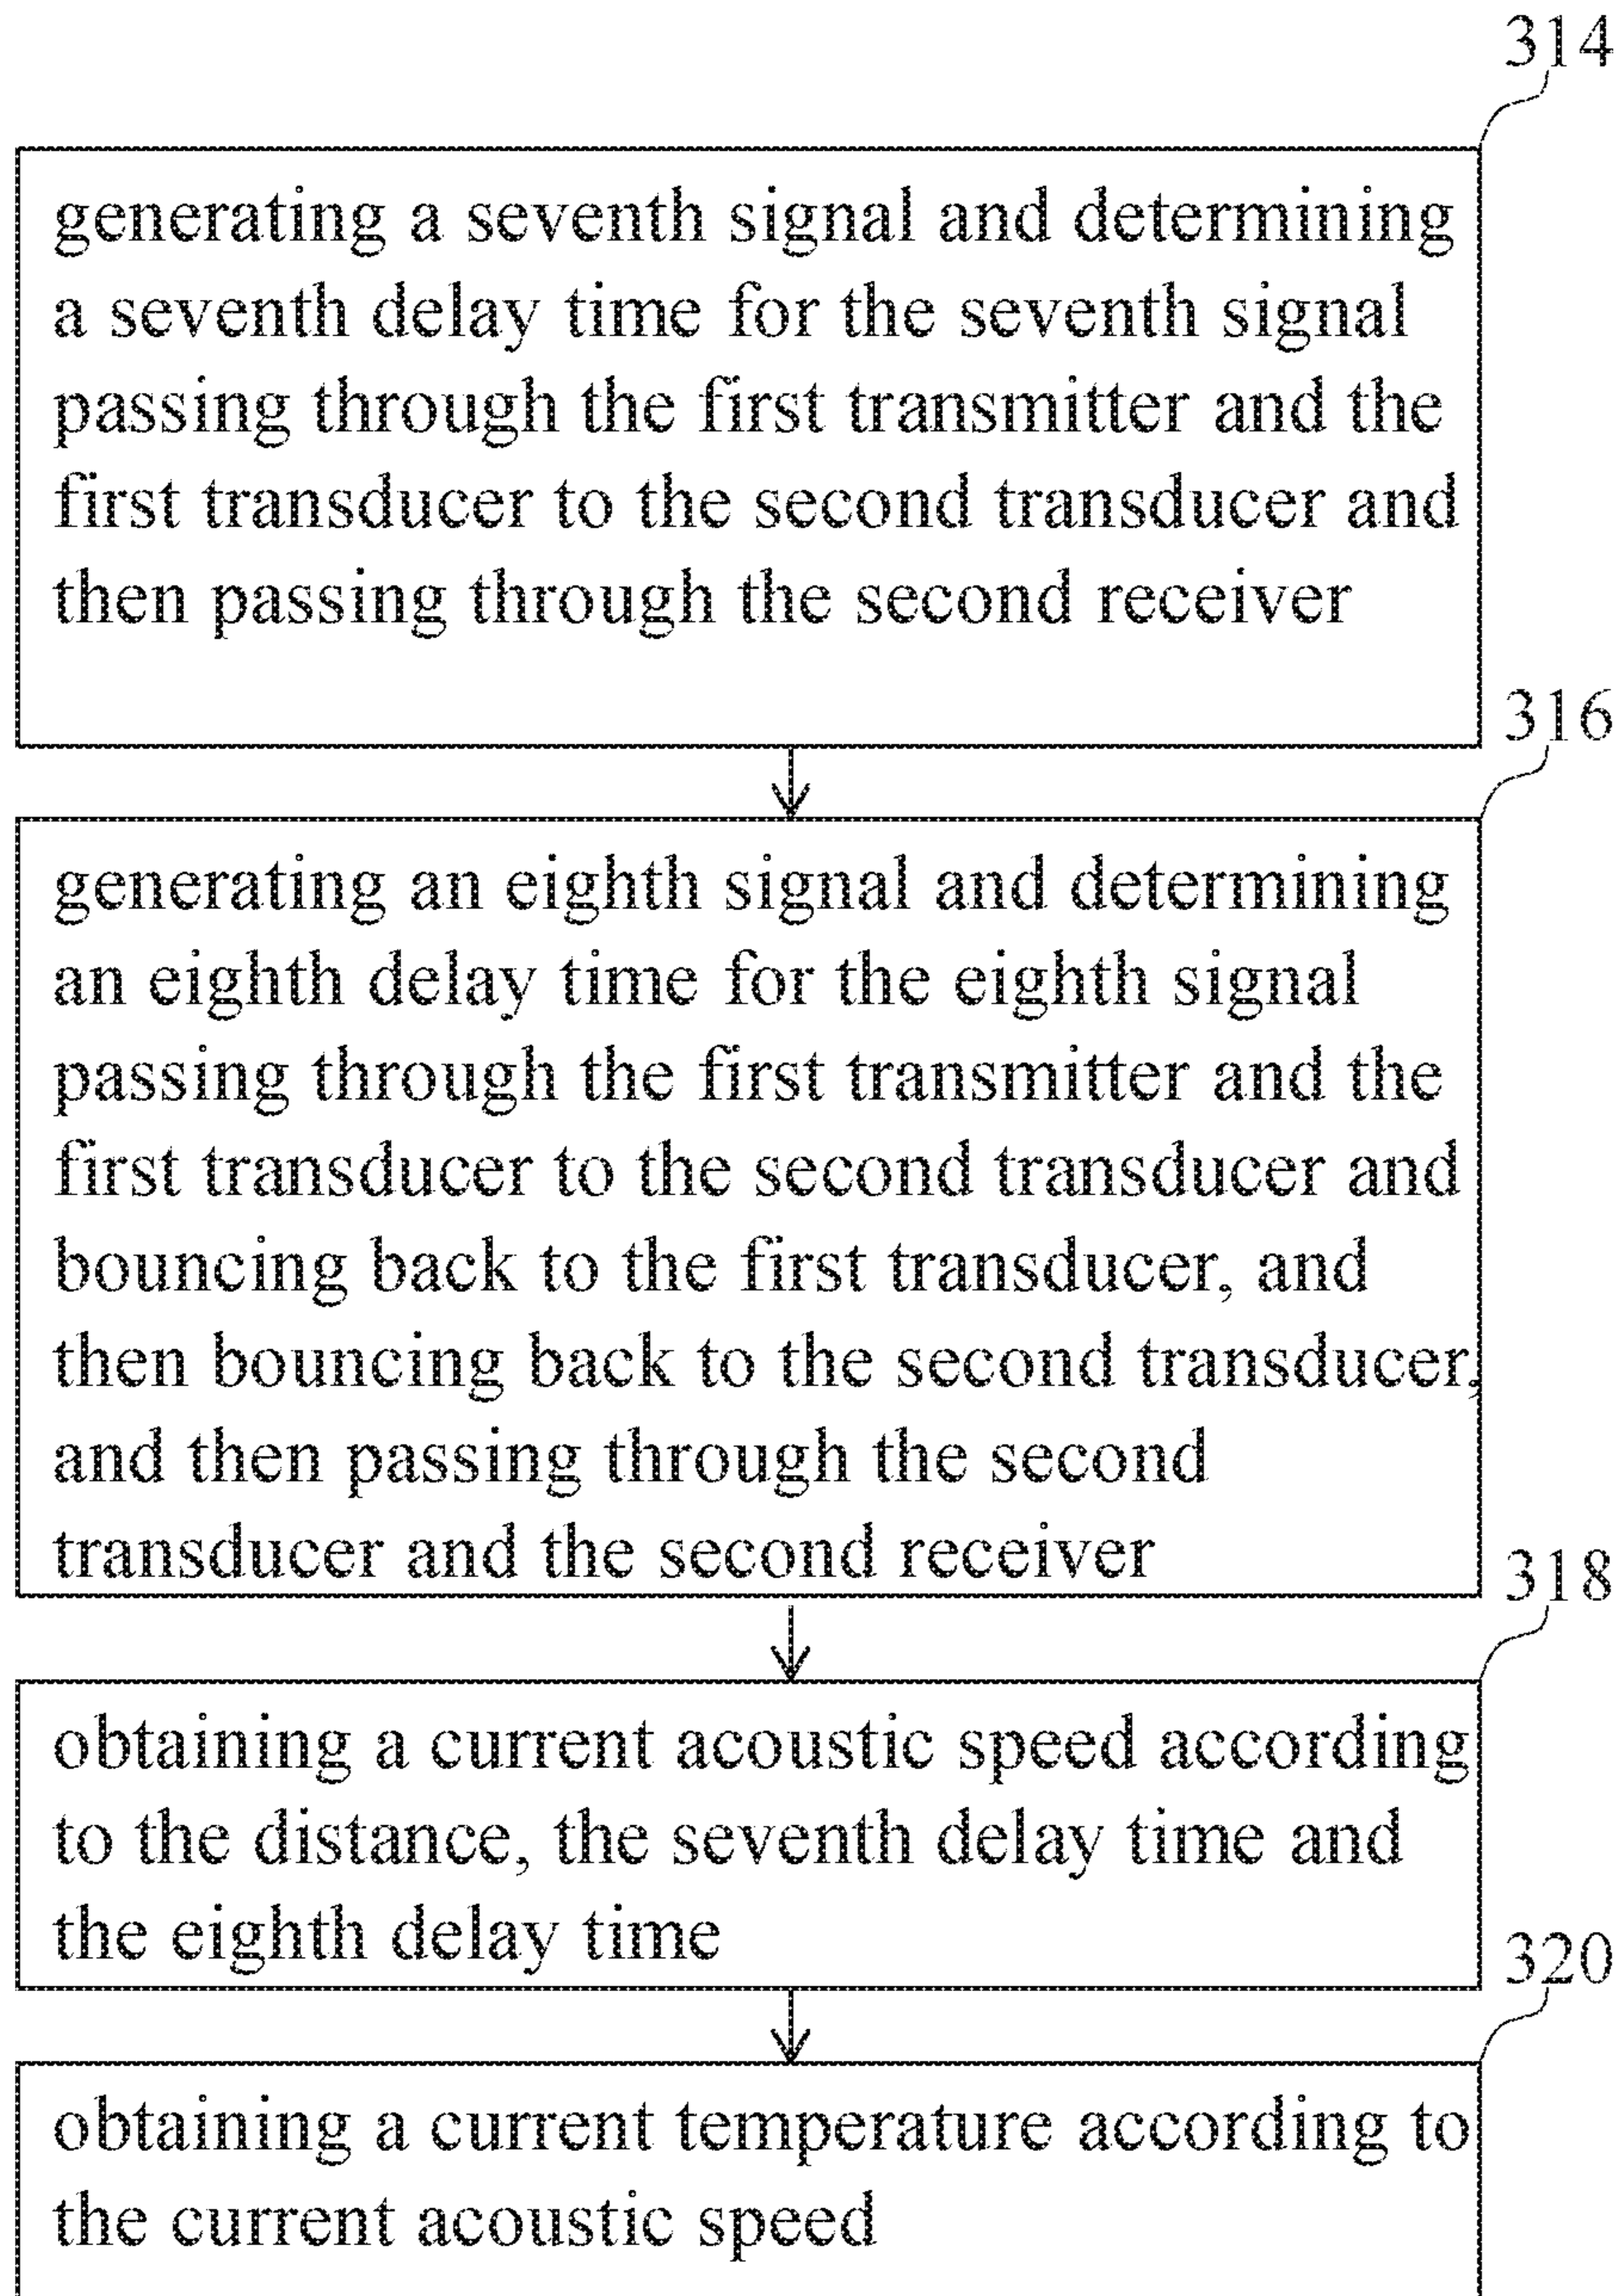 314
generating a seventh signal and determining
a seventh delay time for the seventh signal
passing through the first transmitter and the
first transducer to the second transducer and
then passing through the second receiver
316
generating an eighth signal and determining
an eighth delay time for the eighth signal
passing through the first transmitter and the
first transducer to the second transducer and
bouncing back to the first transducer, and
then bouncing back to the second transducer,
and then passing through the second
transducer and the second receiver
318
obtaining a current acoustic speed according
to the distance, the seventh delay time and
the eighth delay time
320
obtaining a current temperature according to
the current acoustic speed